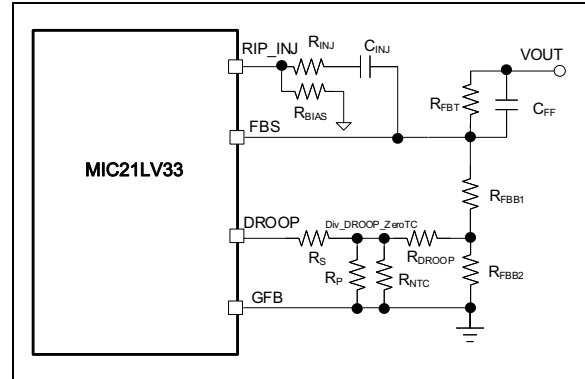 RIP_INJ
RINJ
CINJ
VOUT
RBIAS
RFBT
CFF
FBS
MIC21LV33
RFBB1
DROOP
Div_DROOP_ZeroTC
RS
RDROOP
RP
RNTC
RFBB2
GFB